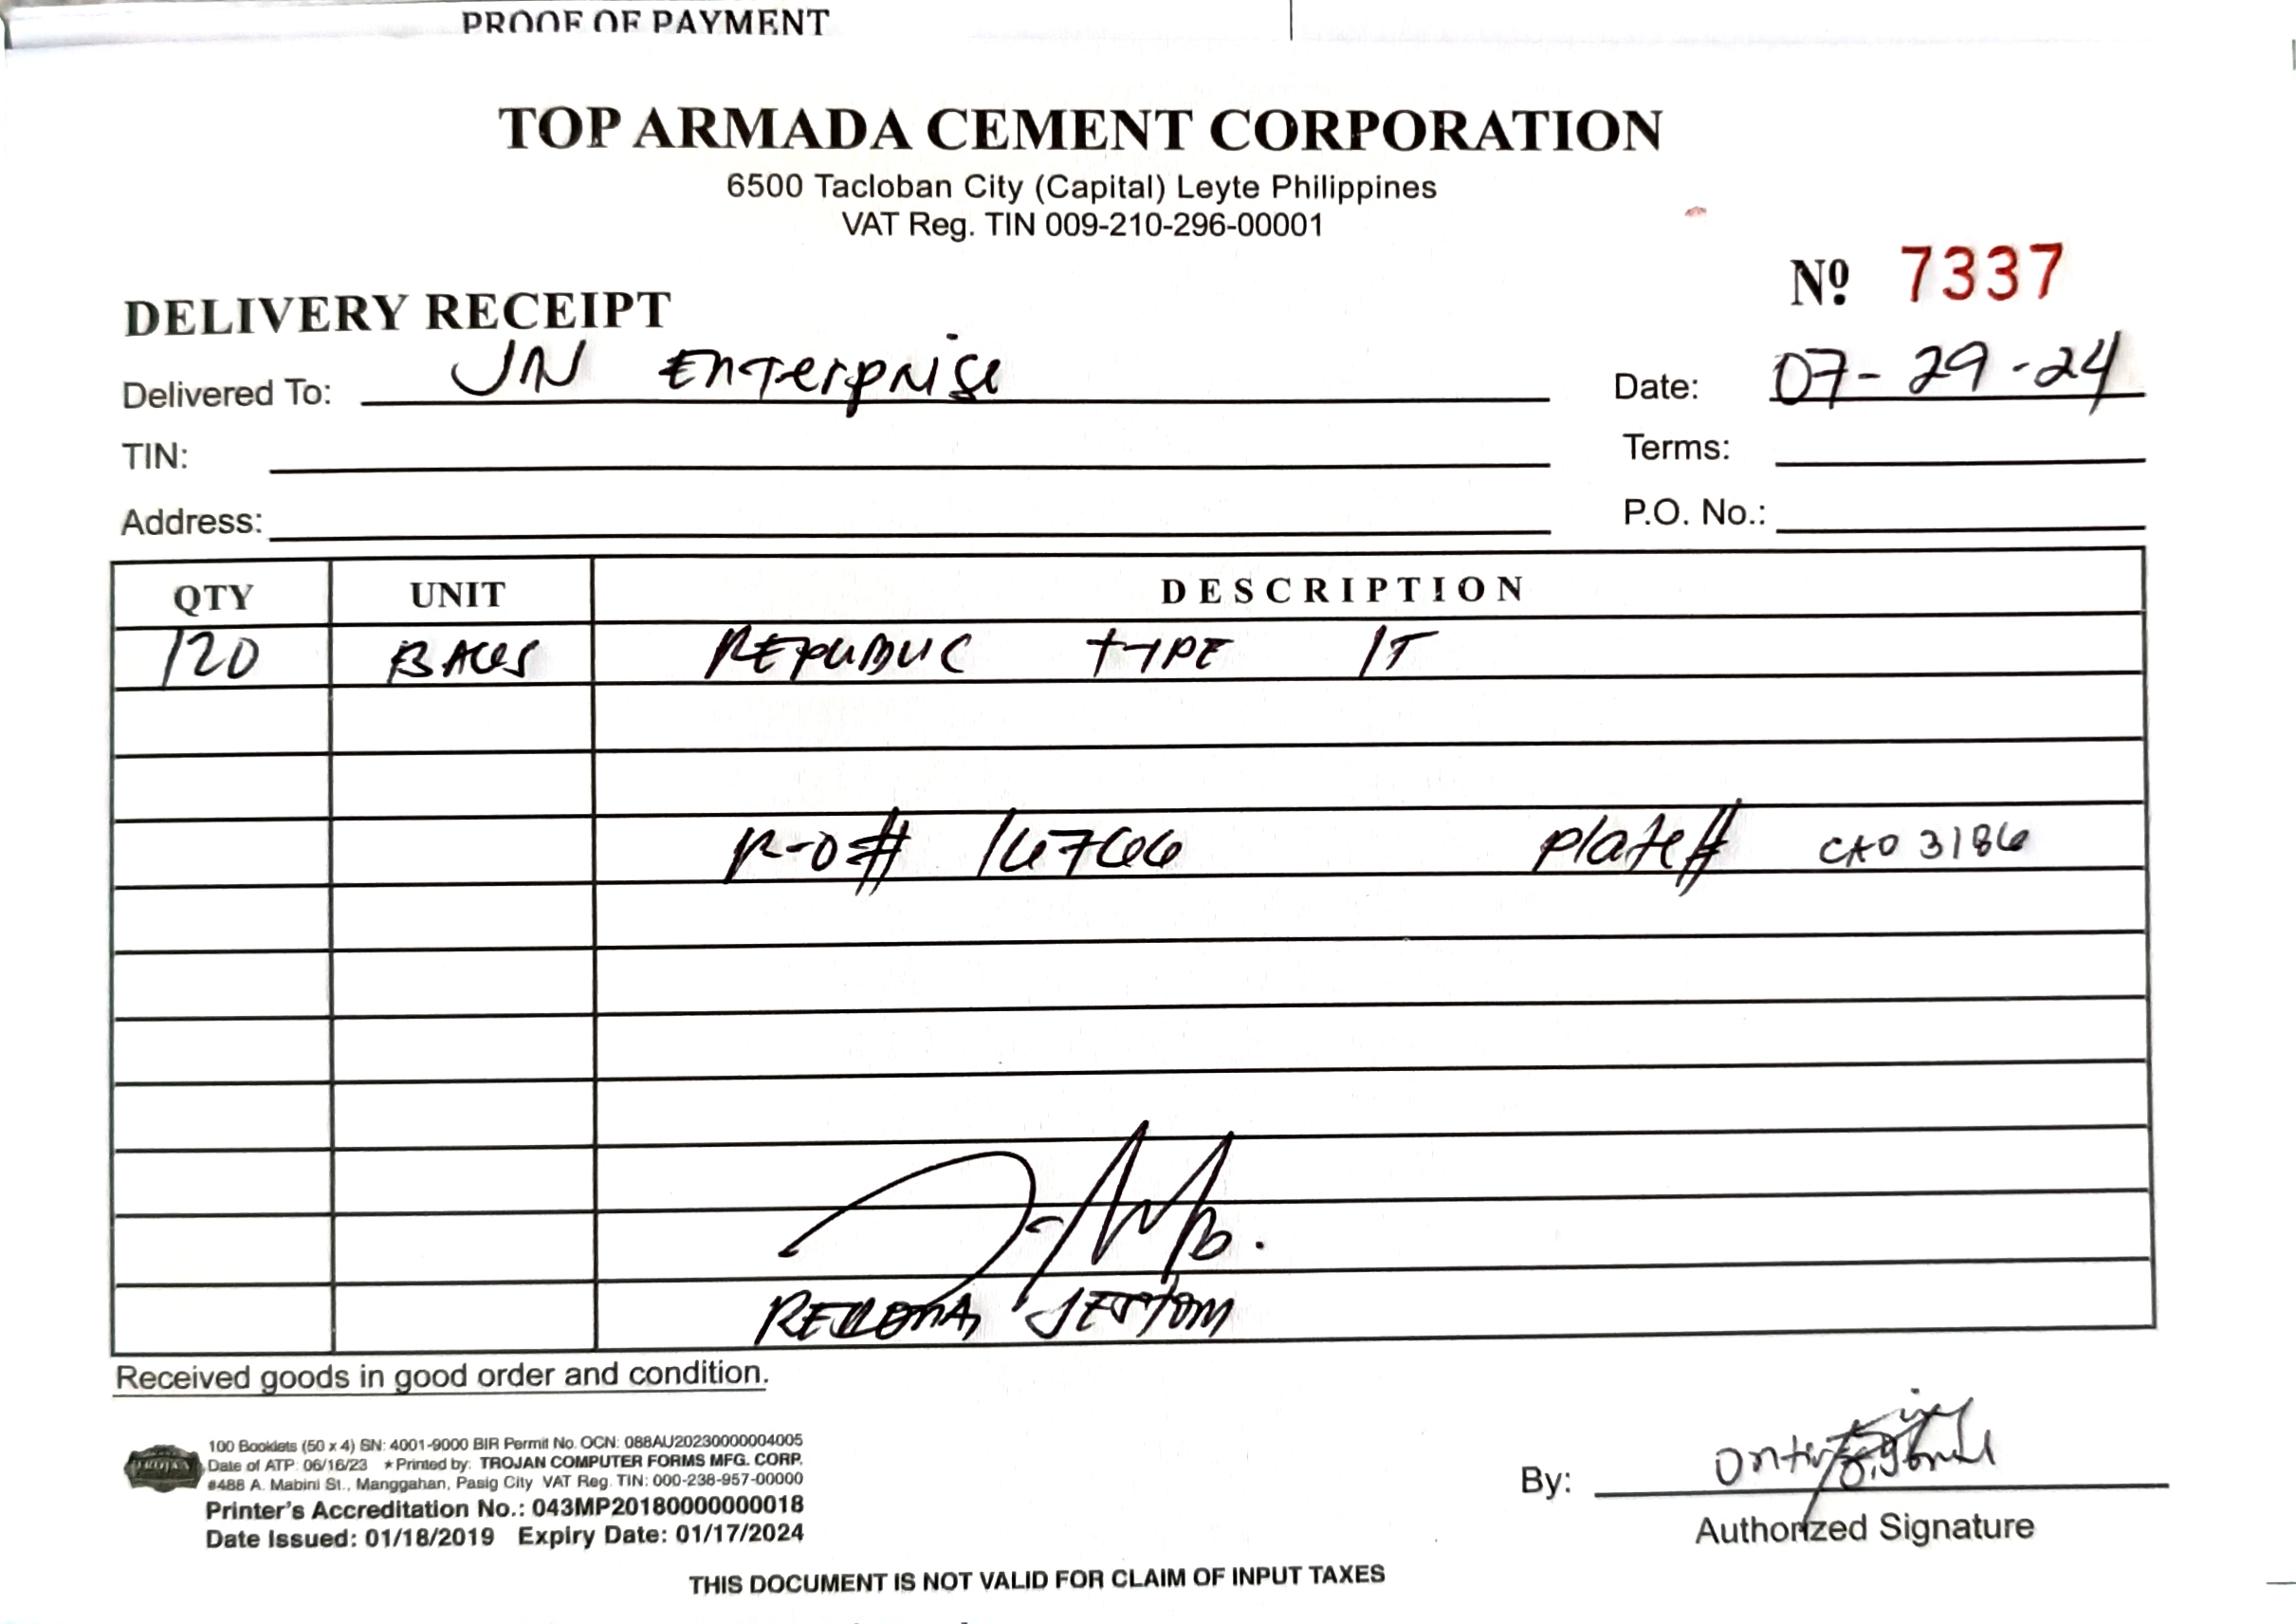 PROOF OF PAYMENT
TOP ARMADA CEMENT CORPORATION
6500 Tacloban City (Capital) Leyte Philippines
VAT Reg. TIN 009-210-296-00001
Nº 7337
DELIVERY RECEIPT
Delivered To: JN Enterprise Date: 07-29-24
TIN: Terms:
Address: P.O. No.:
QTY UNIT DESCRIPTION
120 BAGS REPUBLIC TYPE 1T
R-O# 167666 Plate# CAO 3186
Received goods in good order and condition.
100 Booklets (50 x 4) SN: 4001-9000 BIR Permit No. OCN: 088AU20230000004005
TROJAN Date of ATP: 06/16/23 ★Printed by: TROJAN COMPUTER FORMS MFG. CORP.
#488 A. Mabini St., Manggahan, Pasig City VAT Reg. TIN: 000-238-957-00000
Printer's Accreditation No.: 043MP20180000000018
Date Issued: 01/18/2019 Expiry Date: 01/17/2024
By:
Authorized Signature
THIS DOCUMENT IS NOT VALID FOR CLAIM OF INPUT TAXES